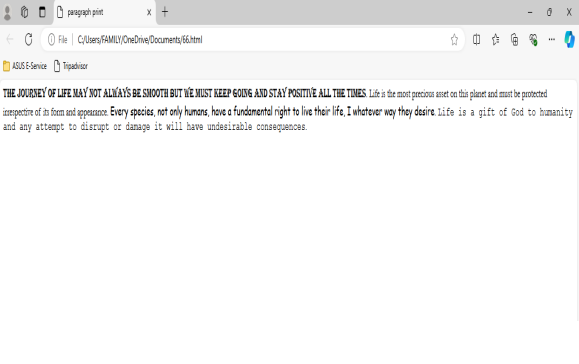 paragraph print
File C:/Users/FAMILY/OneDrive/Documents/66.html
ASUS E-Service Tripadvisor
THE JOURNEY OF LIFE MAY NOT ALWAYS BE SMOOTH BUT WE MUST KEEP GOING AND STAY POSITIVE ALL THE TIMES. Life is the most precious asset on this planet and must be protected
irrespective of its form and appearance. Every species, not only humans, have a fundamental right to live their life, I whatever way they desire. Life is a gift of God to humanity
and any attempt to disrupt or damage it will have undesirable consequences.